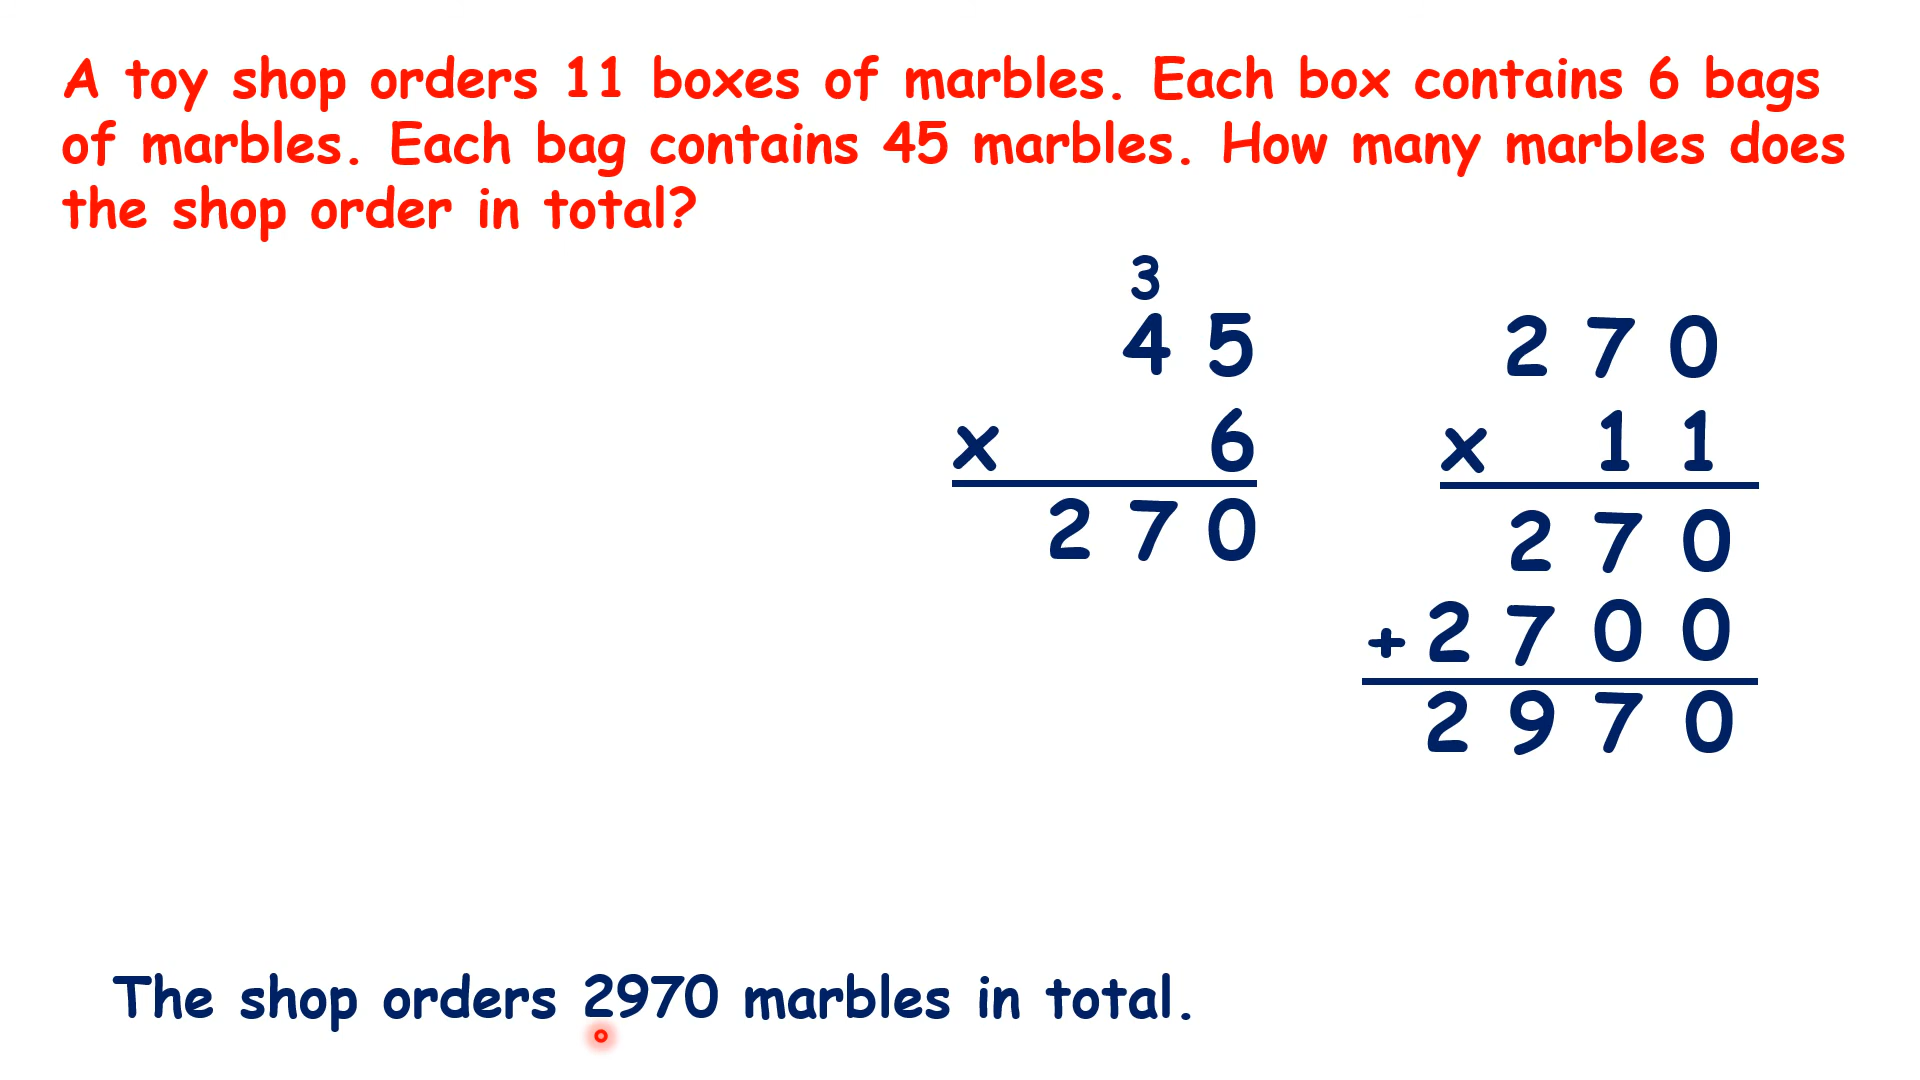 A toy shop orders 11 boxes of marbles. Each box contains 6 bags
of marbles. Each bag contains 45 marbles. How many marbles does
the shop order in total?
3
4 5
x 6
2 7 0
2 7 0
x 1 1
2 7 0
+ 2 7 0 0
2 9 7 0
The shop orders 2970 marbles in total.